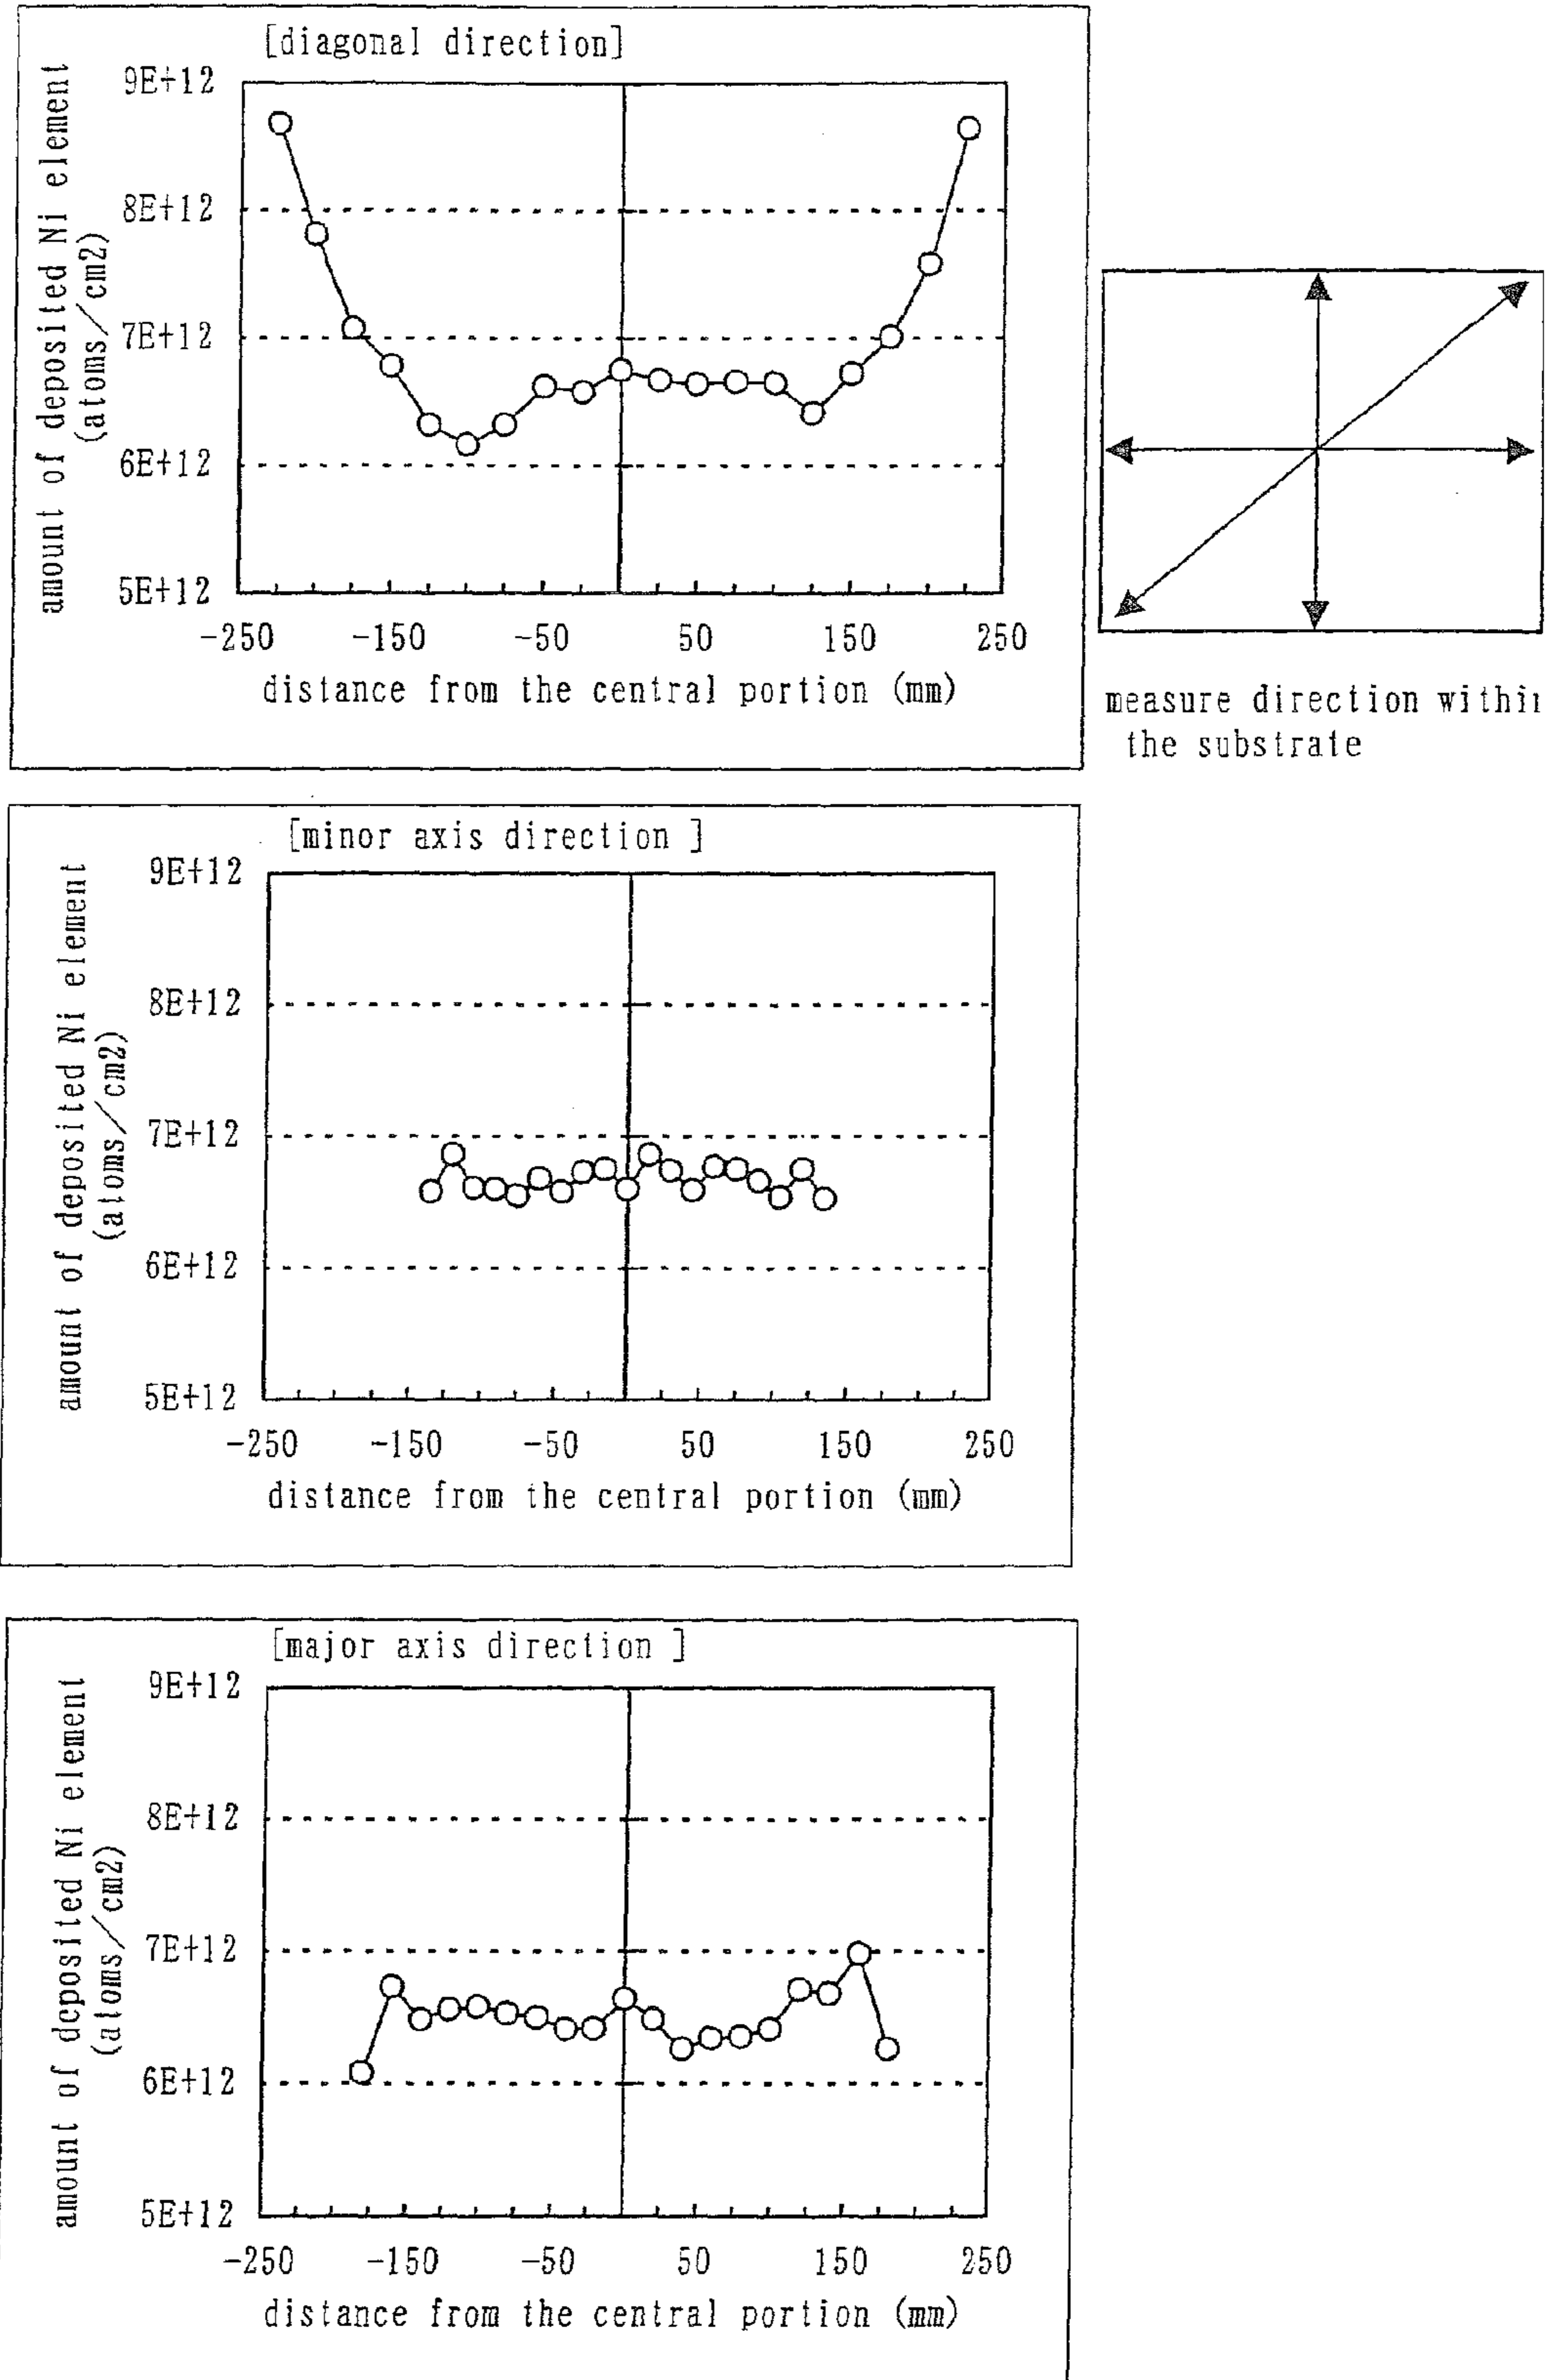 [diagonal direction]
amount of deposited Ni element
(atoms/cm2)
9E+12
8E+12
7E+12
6E+12
5E+12
-250 -150 -50 50 150 250
distance from the central portion (mm)
measure direction within
the substrate
[minor axis direction ]
amount of deposited Ni element
(atoms/cm2)
9E+12
8E+12
7E+12
6E+12
5E+12
-250 -150 -50 50 150 250
distance from the central portion (mm)
[major axis direction ]
amount of deposited Ni element
(atoms/cm2)
9E+12
8E+12
7E+12
6E+12
5E+12
-250 -150 -50 50 150 250
distance from the central portion (mm)